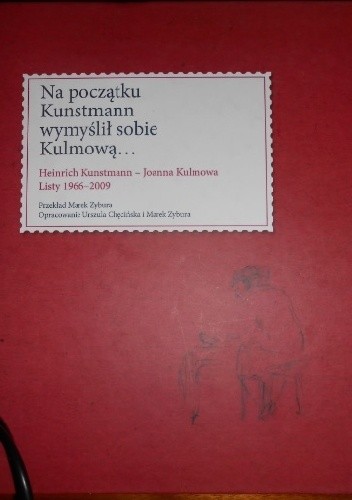 Na początku
Kunstmann
wymyślił sobie
Kulmową...
Heinrich Kunstmann – Joanna Kulmowa
Listy 1966–2009
Przekład Marek Zybura
Opracowanie Urszula Chęcińska i Marek Zybura